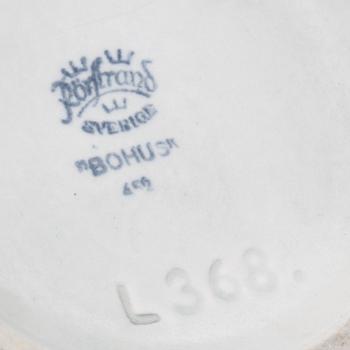 Rörstrand
SVERIGE
"BOHUS"
L368.